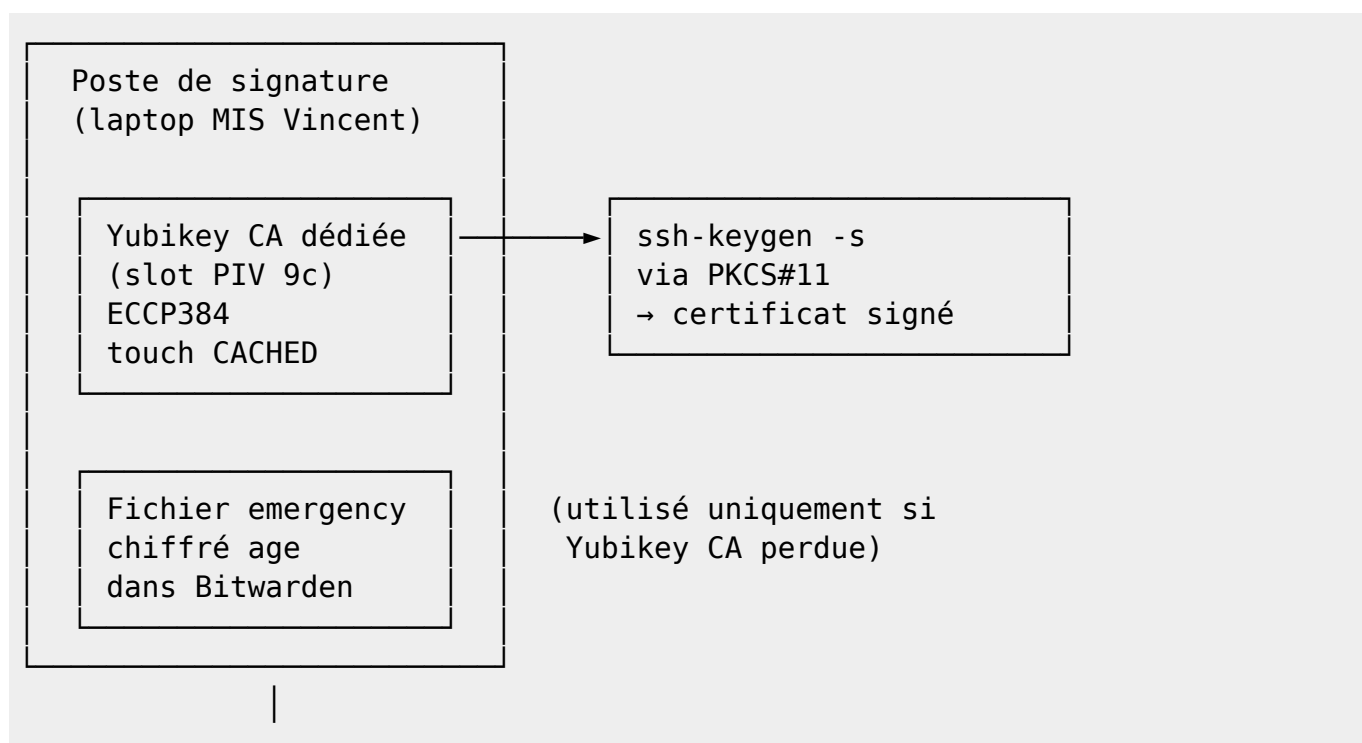 Poste de signature
(laptop MIS Vincent)
Yubikey CA dédiée
(slot PIV 9c)
ECCP384
touch CACHED
ssh-keygen -s
via PKCS#11
→ certificat signé
Fichier emergency
chiffré age
dans Bitwarden
(utilisé uniquement si
Yubikey CA perdue)